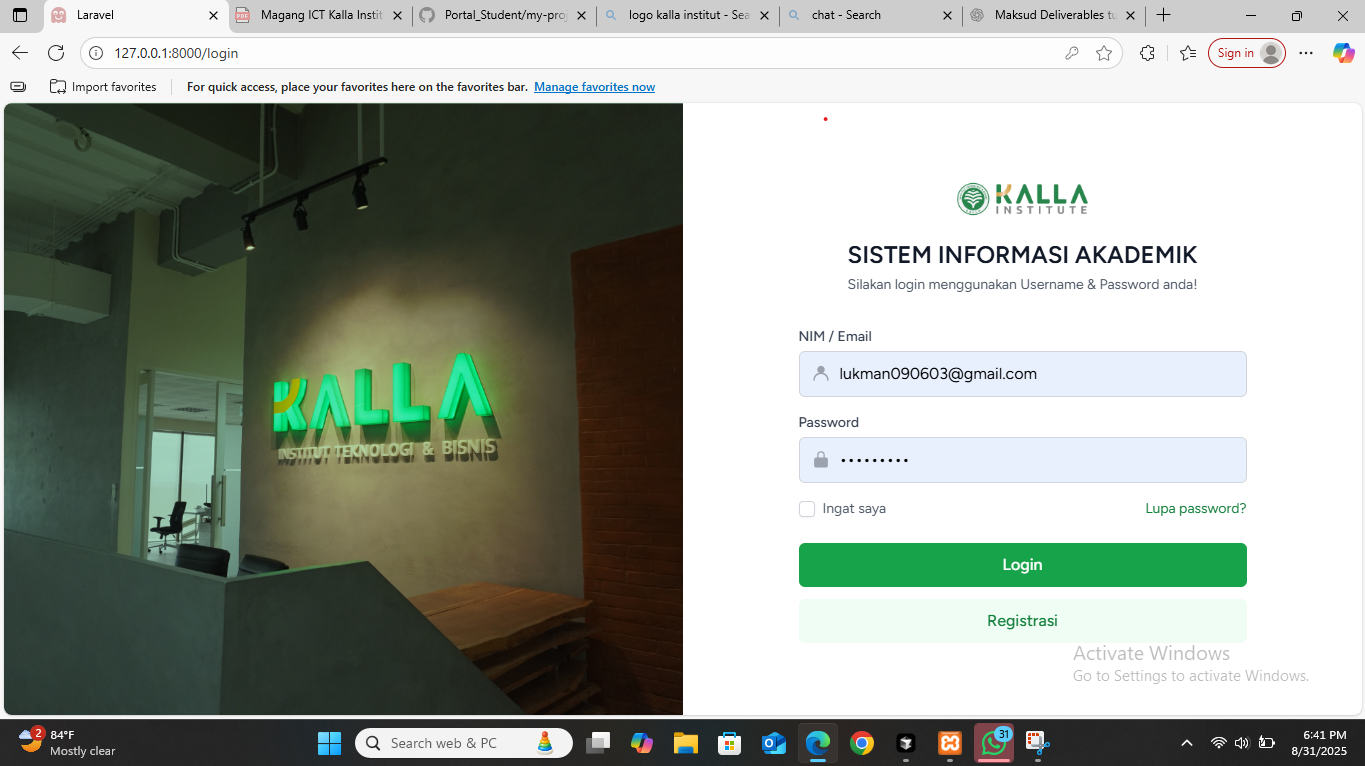 Laravel
Magang ICT Kalla Instit
Portal_Student/my-proj
logo kalla institut - Sea
chat - Search
Maksud Deliverables tu
127.0.0.1:8000/login
Sign in
Import favorites
For quick access, place your favorites here on the favorites bar. Manage favorites now
KALLA
INSTITUT TEKNOLOGI & BISNIS
KALLA
INSTITUTE
SISTEM INFORMASI AKADEMIK
Silakan login menggunakan Username & Password anda!
NIM / Email
lukman090603@gmail.com
Password
•••••••••
Ingat saya
Lupa password?
Login
Registrasi
Activate Windows
Go to Settings to activate Windows.
2
84°F
Mostly clear
Search web & PC
31
6:41 PM
8/31/2025